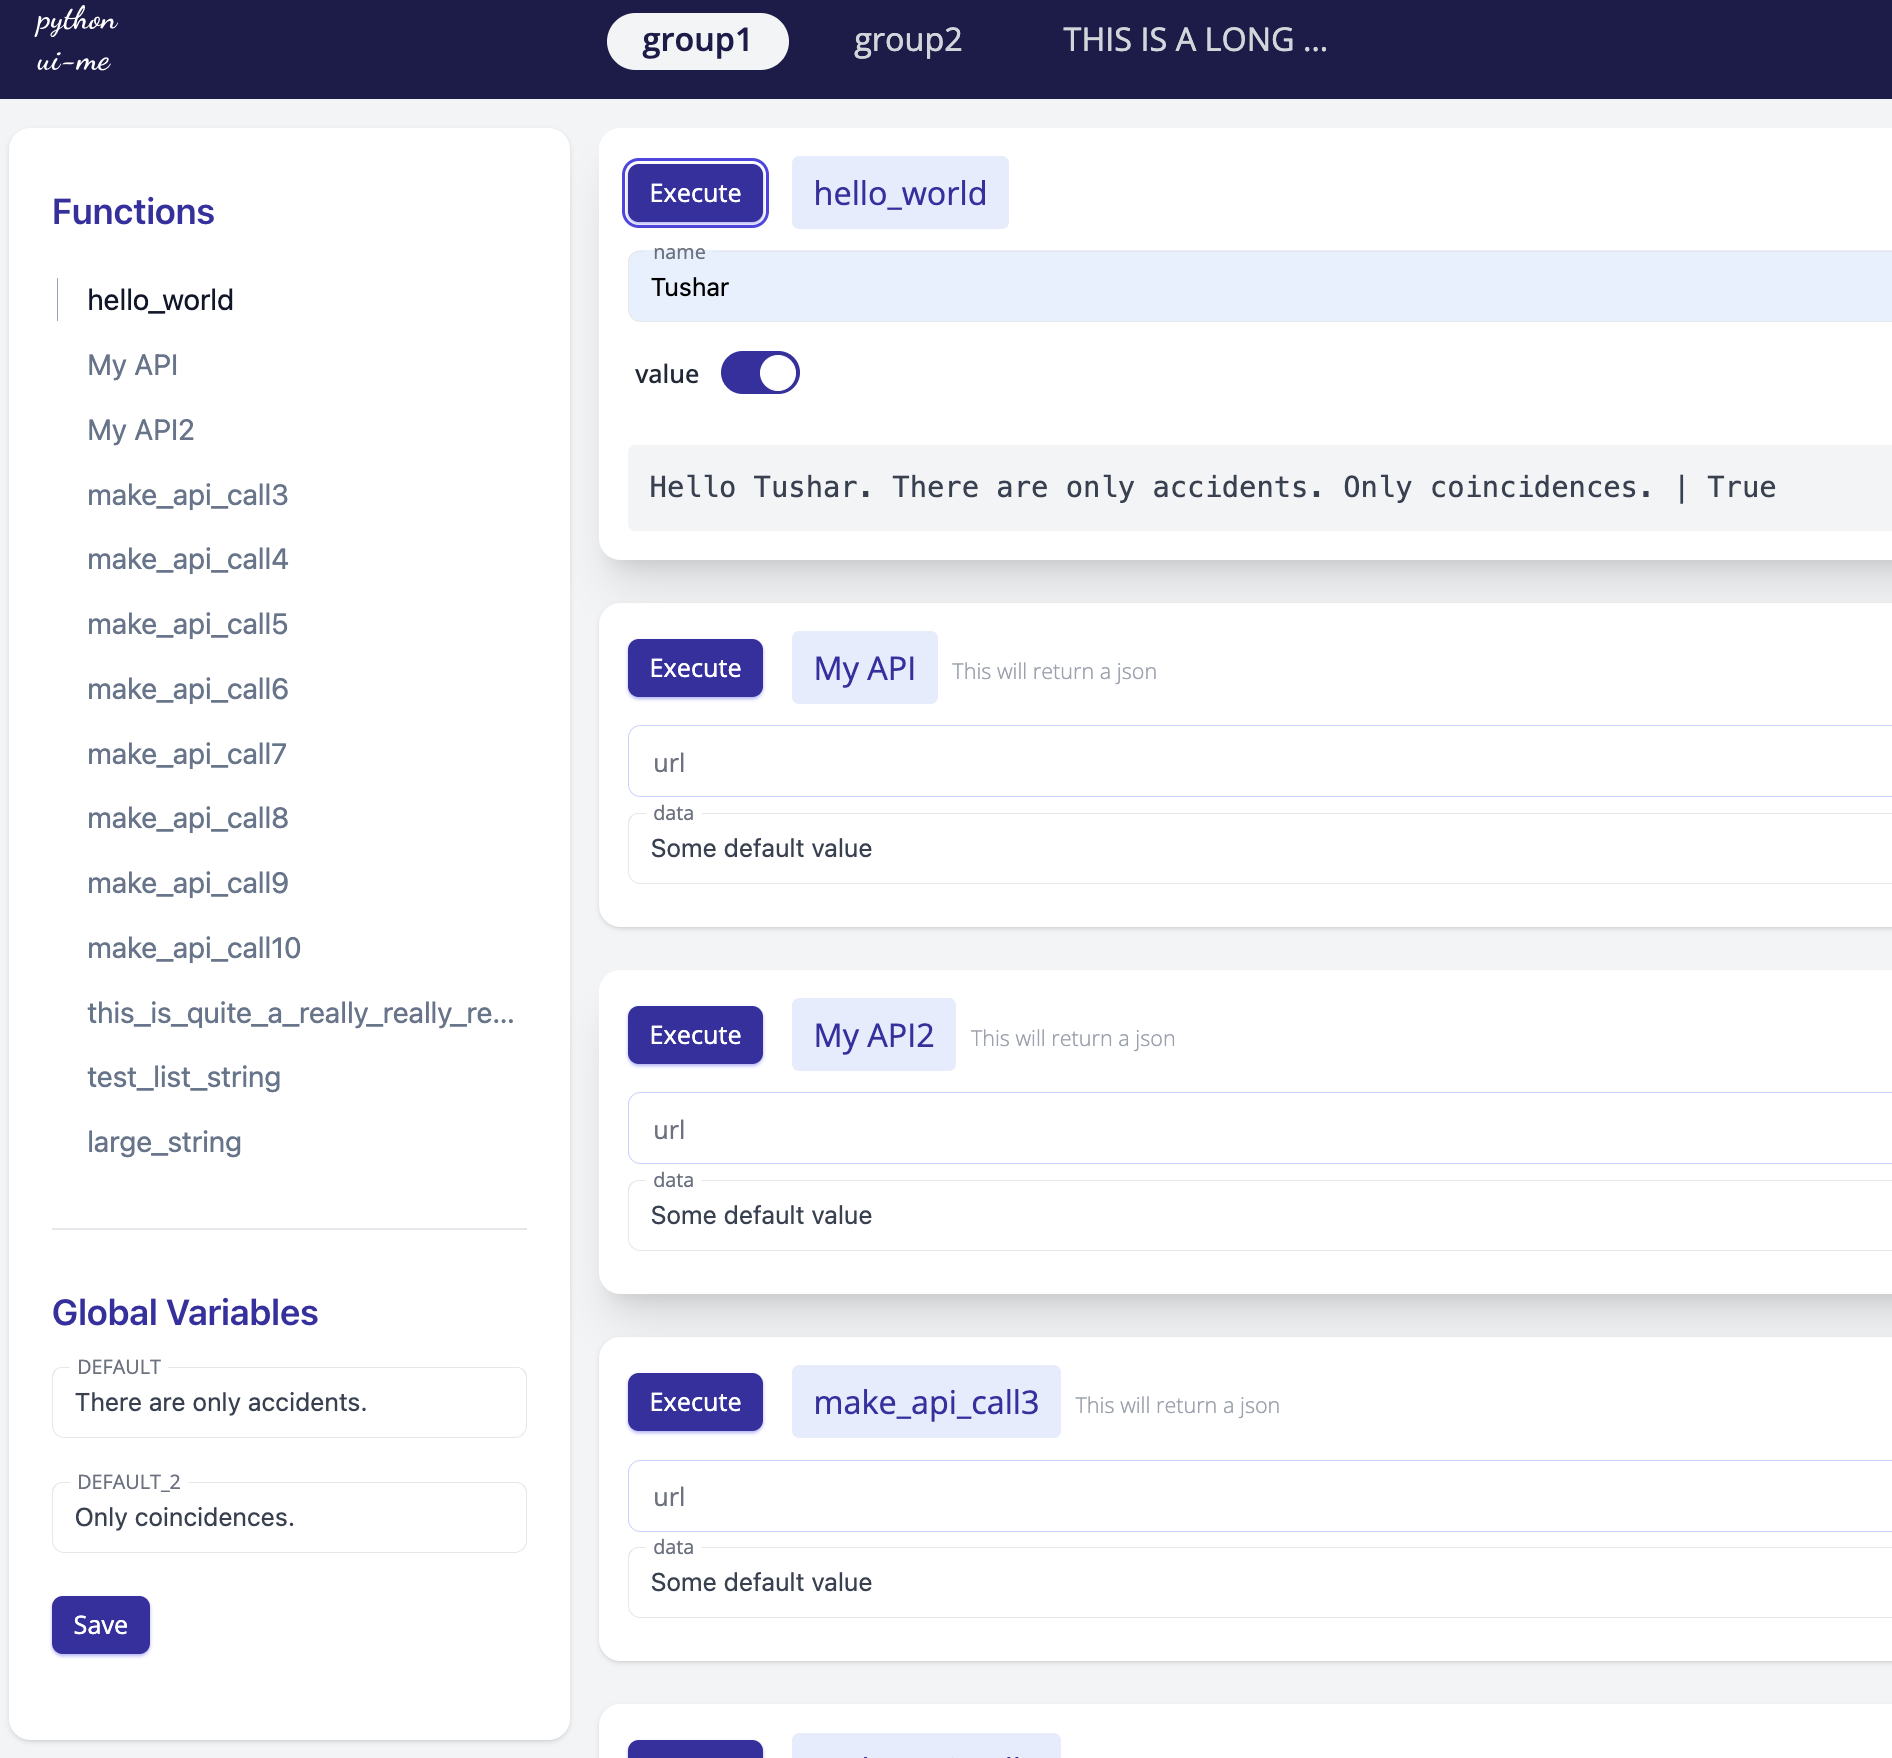 python
ui-me
group1
group2
THIS IS A LONG ...
Functions
hello_world
My API
My API2
make_api_call3
make_api_call4
make_api_call5
make_api_call6
make_api_call7
make_api_call8
make_api_call9
make_api_call10
this_is_quite_a_really_really_re...
test_list_string
large_string
Global Variables
DEFAULT
There are only accidents.
DEFAULT_2
Only coincidences.
Save
Execute
hello_world
name
Tushar
value
Hello Tushar. There are only accidents. Only coincidences. | True
Execute
My API
This will return a json
url
data
Some default value
Execute
My API2
This will return a json
url
data
Some default value
Execute
make_api_call3
This will return a json
url
data
Some default value